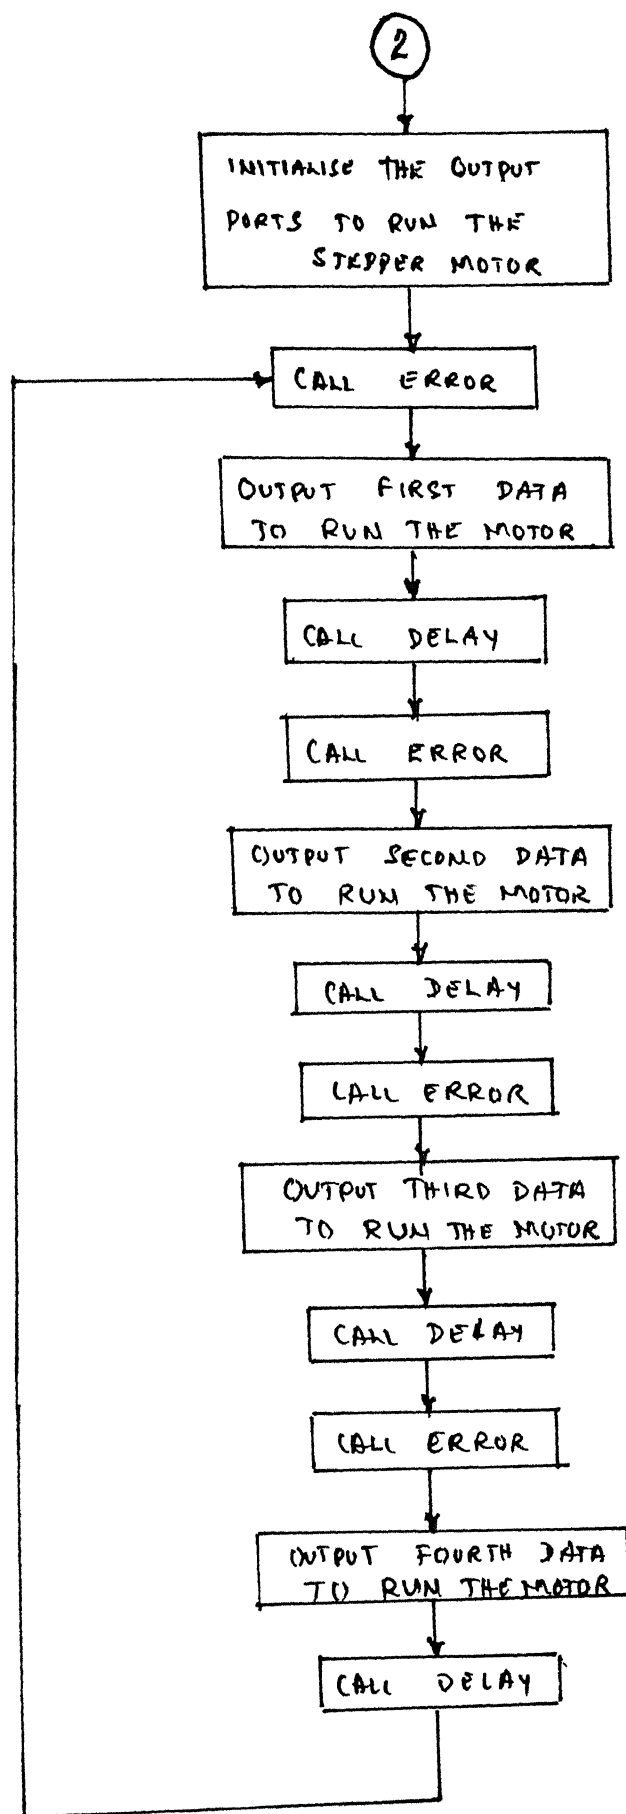 2
INITIALISE THE OUTPUT
PORTS TO RUN THE
STEPPER MOTOR
CALL ERROR
OUTPUT FIRST DATA
TO RUN THE MOTOR
CALL DELAY
CALL ERROR
OUTPUT SECOND DATA
TO RUN THE MOTOR
CALL DELAY
CALL ERROR
OUTPUT THIRD DATA
TO RUN THE MOTOR
CALL DELAY
CALL ERROR
OUTPUT FOURTH DATA
TO RUN THE MOTOR
CALL DELAY